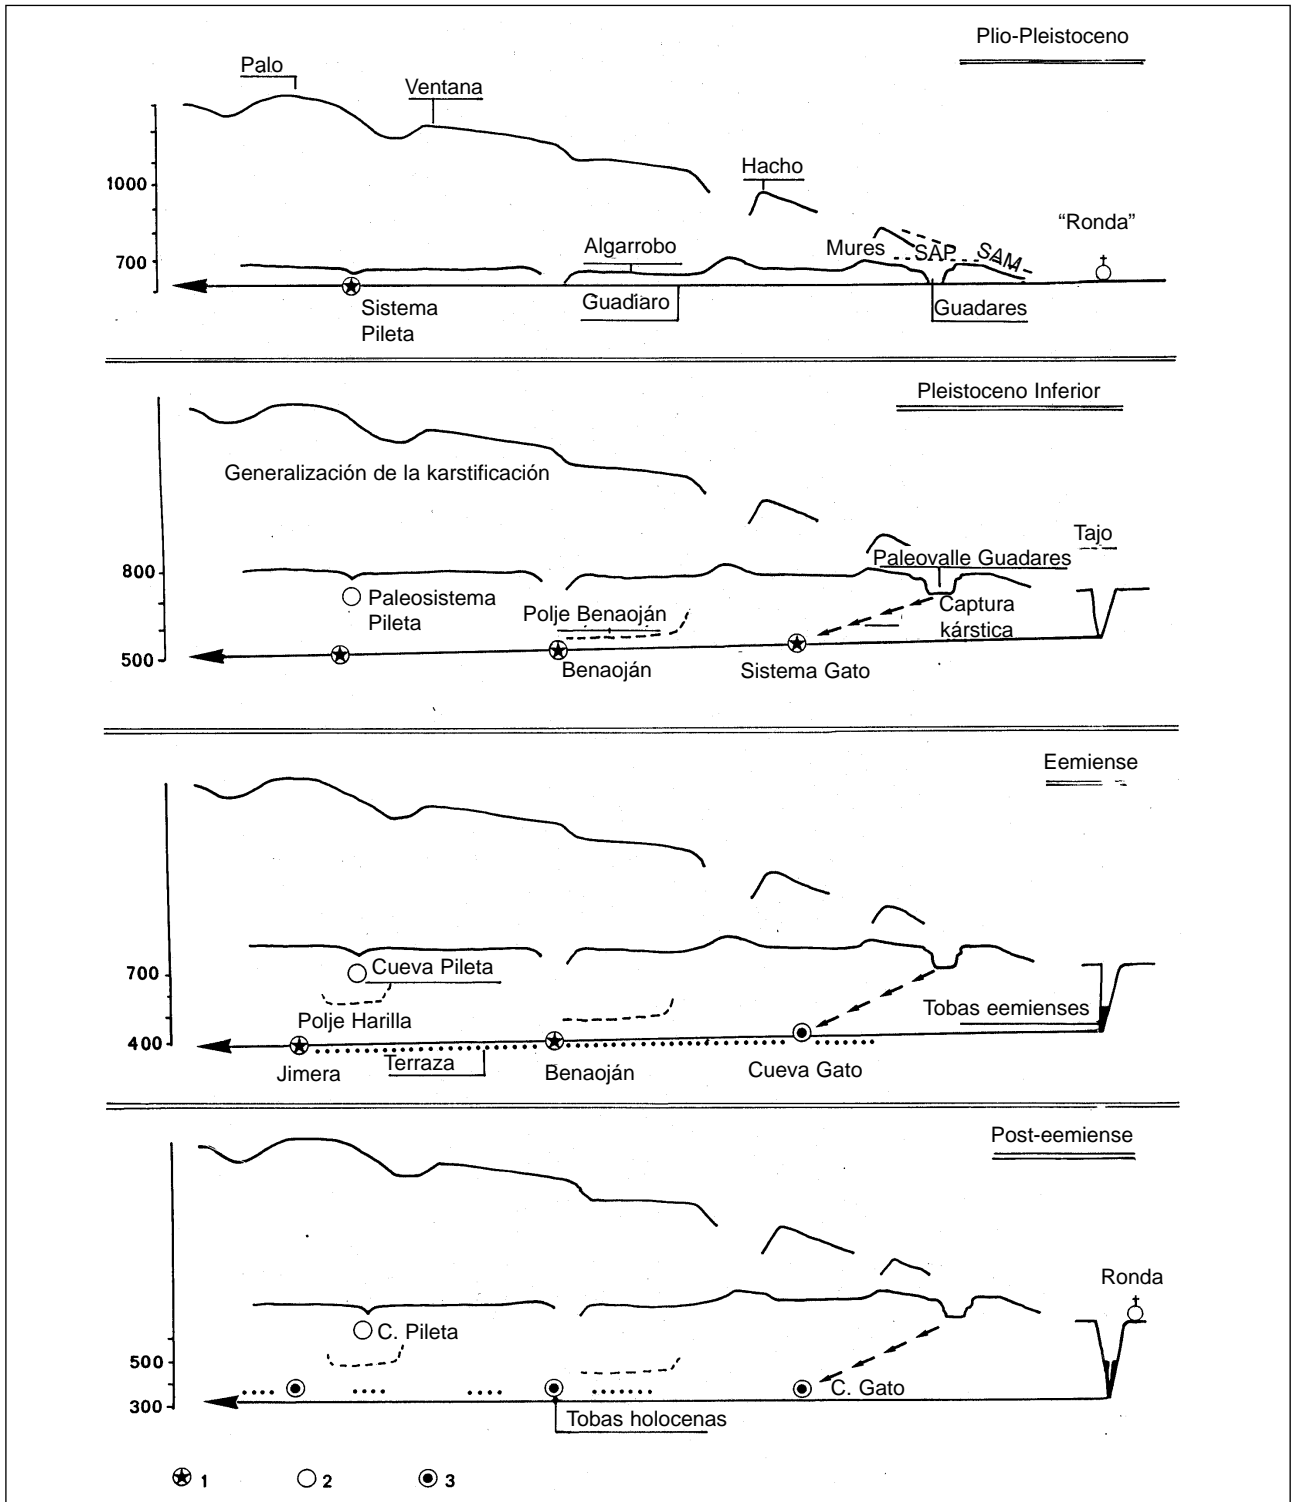 Plio-Pleistoceno
Palo
Ventana
1000
Hacho
"Ronda"
700
Algarrobo
Mures
SAP
SAM
Sistema
Pileta
Guadiaro
Guadares
Pleistoceno Inferior
Generalización de la karstificación
Tajo
800
Paleovalle Guadares
Paleosistema
Pileta
Polje Benaoján
Captura
kárstica
500
Benaoján
Sistema Gato
Eemiense
700
Cueva Pileta
Tobas eemienses
Polje Harilla
400
Jimera
Terraza
Benaoján
Cueva Gato
Post-eemiense
Ronda
C. Pileta
500
C. Gato
300
Tobas holocenas
1
2
3